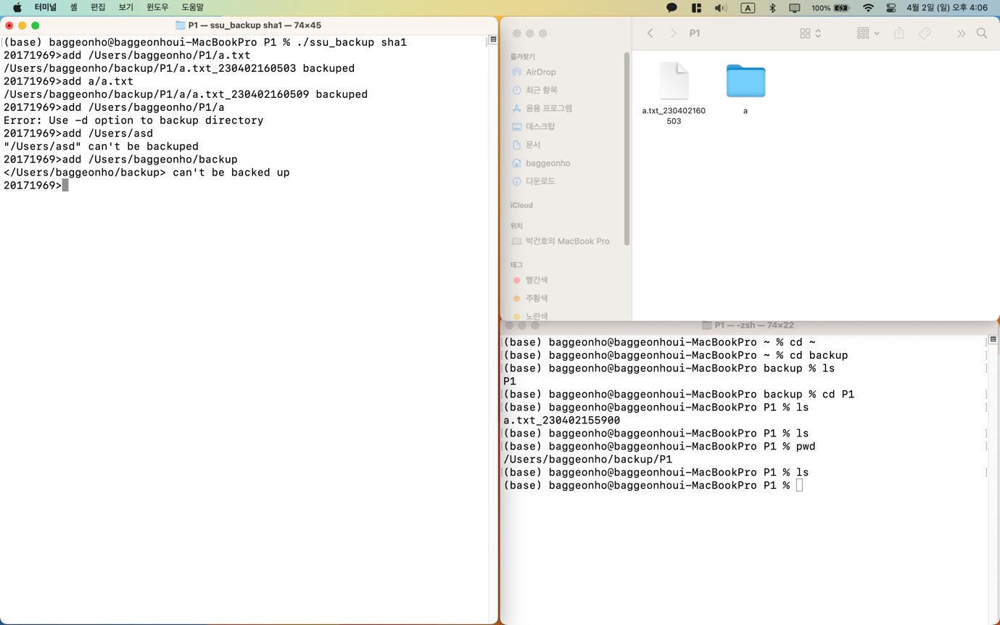 터미널 셸 편집 보기 윈도우 도움말 A 100% 4월 2일 (일) 오후 4:06
P1 — ssu_backup sha1 — 74×45
(base) baggeonho@baggeonhoui-MacBookPro P1 % ./ssu_backup sha1
20171969>add /Users/baggeonho/P1/a.txt
/Users/baggeonho/backup/P1/a.txt_230402160503 backuped
20171969>add a/a.txt
/Users/baggeonho/backup/P1/a/a.txt_230402160509 backuped
20171969>add /Users/baggeonho/P1/a
Error: Use -d option to backup directory
20171969>add /Users/asd
"/Users/asd" can't be backuped
20171969>add /Users/baggeonho/backup
</Users/baggeonho/backup> can't be backed up
20171969>
P1
즐겨찾기
AirDrop
최근 항목
응용 프로그램
데스크탑
문서
baggeonho
다운로드
iCloud
위치
박건호의 MacBook Pro
태그
빨간색
주황색
노란색
a.txt_230402160
503
a
P1 — -zsh — 74×22
(base) baggeonho@baggeonhoui-MacBookPro ~ % cd ~
(base) baggeonho@baggeonhoui-MacBookPro ~ % cd backup
(base) baggeonho@baggeonhoui-MacBookPro backup % ls
P1
(base) baggeonho@baggeonhoui-MacBookPro backup % cd P1
(base) baggeonho@baggeonhoui-MacBookPro P1 % ls
a.txt_230402155900
(base) baggeonho@baggeonhoui-MacBookPro P1 % ls
(base) baggeonho@baggeonhoui-MacBookPro P1 % pwd
/Users/baggeonho/backup/P1
(base) baggeonho@baggeonhoui-MacBookPro P1 % ls
(base) baggeonho@baggeonhoui-MacBookPro P1 %